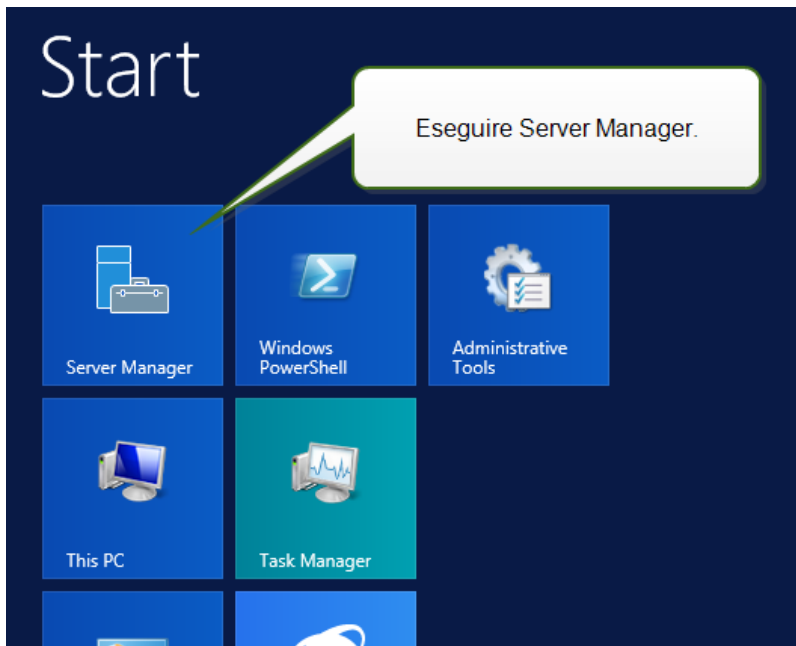 Start
Eseguire Server Manager.
Server Manager
Windows
PowerShell
Administrative
Tools
This PC
Task Manager